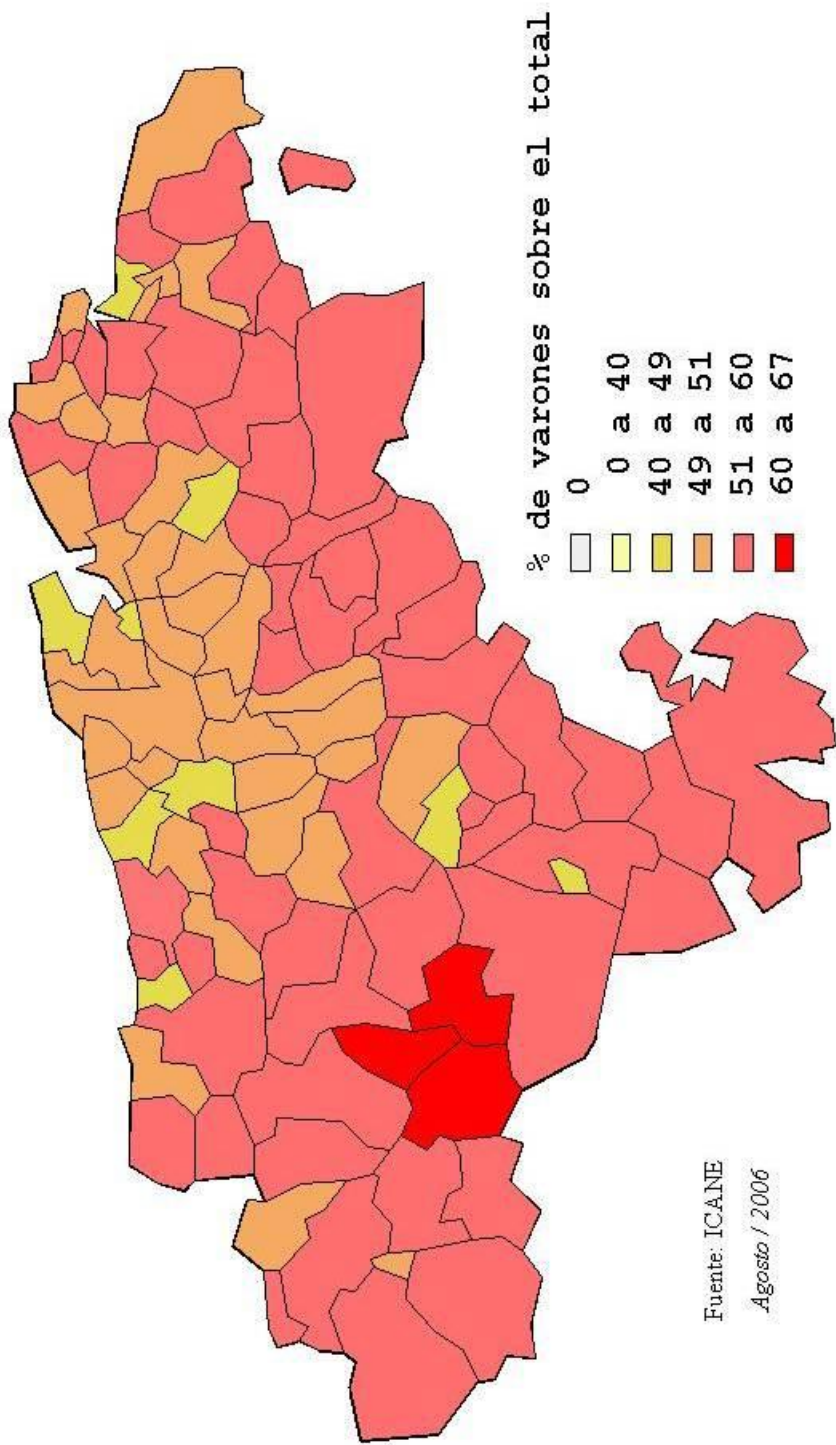 % de varones sobre el total
0
0 a 40
40 a 49
49 a 51
51 a 60
60 a 67
Fuente: ICANE
Agosto / 2006